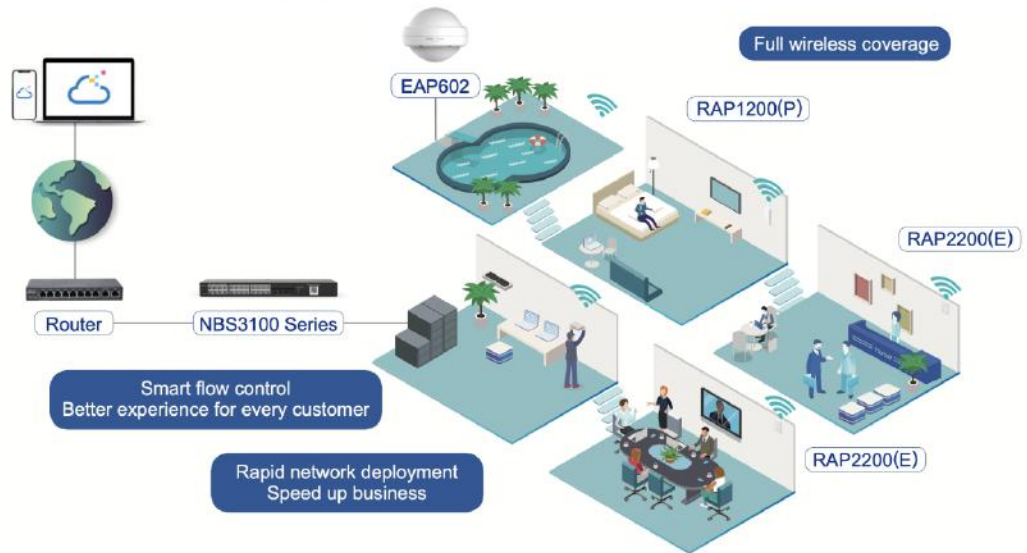 Full wireless coverage
EAP602
RAP1200(P)
RAP2200(E)
Router
NBS3100 Series
Smart flow control
Better experience for every customer
RAP2200(E)
Rapid network deployment
Speed up business